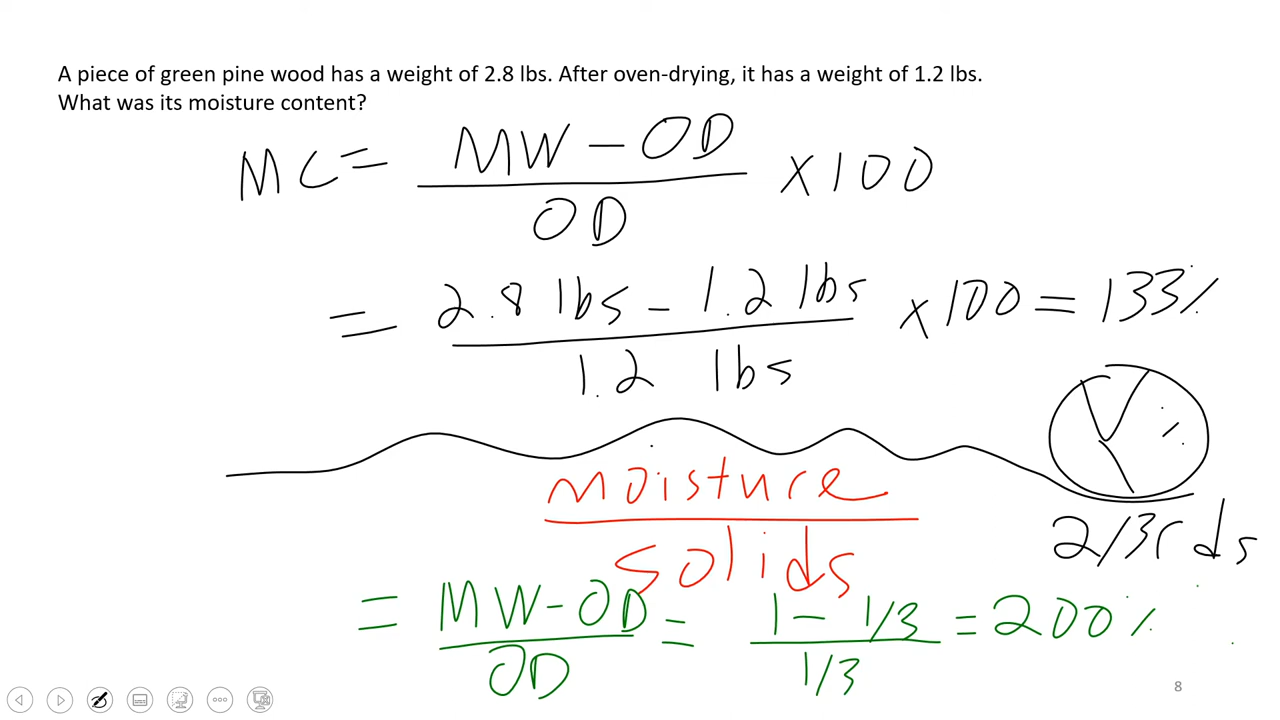 A piece of green pine wood has a weight of 2.8 lbs. After oven-drying, it has a weight of 1.2 lbs.
What was its moisture content?
MC = MW - OD / OD × 100
= 2.8 lbs - 1.2 lbs / 1.2 lbs × 100 = 133%
moisture / solids
2/3rds
= MW - OD / OD = 1 - 1/3 / 1/3 = 200%
8